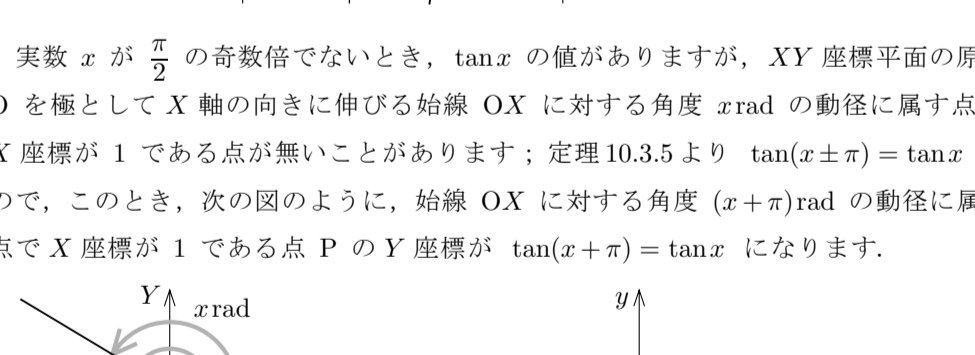 実数 x が π/2 の奇数倍でないとき，tan x の値がありますが，XY 座標平面の原
を極として X 軸の向きに伸びる始線 OX に対する角度 x rad の動径に属す点
X 座標が 1 である点が無いことがあります；定理10.3.5より tan(x±π) = tan x
ので，このとき，次の図のように，始線 OX に対する角度 (x+π)rad の動径に属
点で X 座標が 1 である点 P の Y 座標が tan(x+π) = tan x になります．
Y x rad y